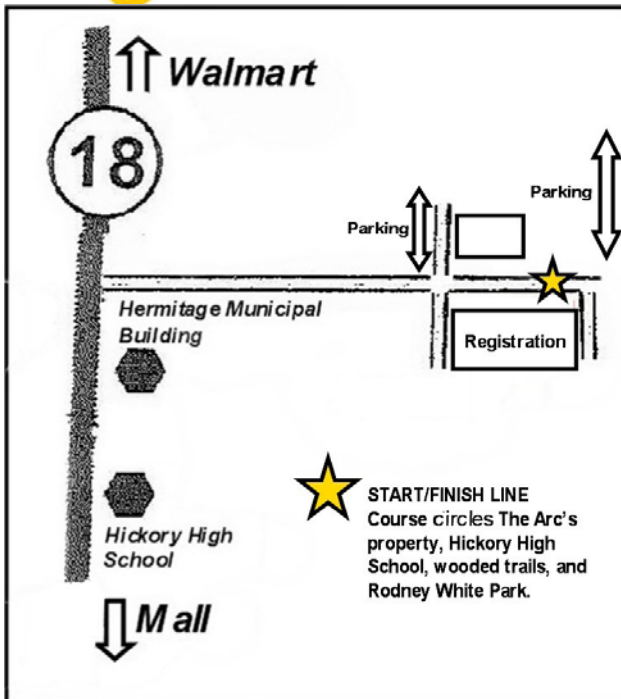 Walmart
18
Parking
Parking
Hermitage Municipal
Building
Registration
START/FINISH LINE
Course circles The Arc's
property, Hickory High
School, wooded trails, and
Rodney White Park.
Hickory High
School
Mall